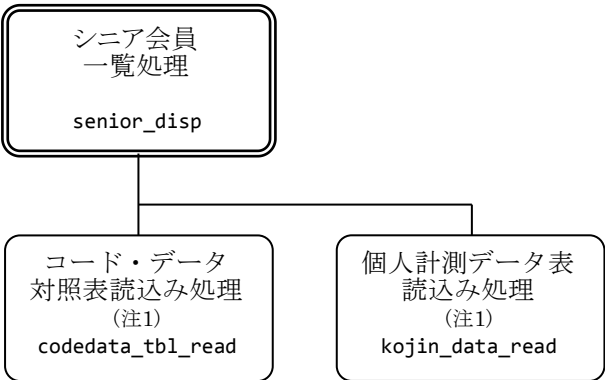 シニア会員
一覧処理
senior_disp
コード・データ
対照表読込み処理
(注1)
codedata_tbl_read
個人計測データ表
読込み処理
(注1)
kojin_data_read